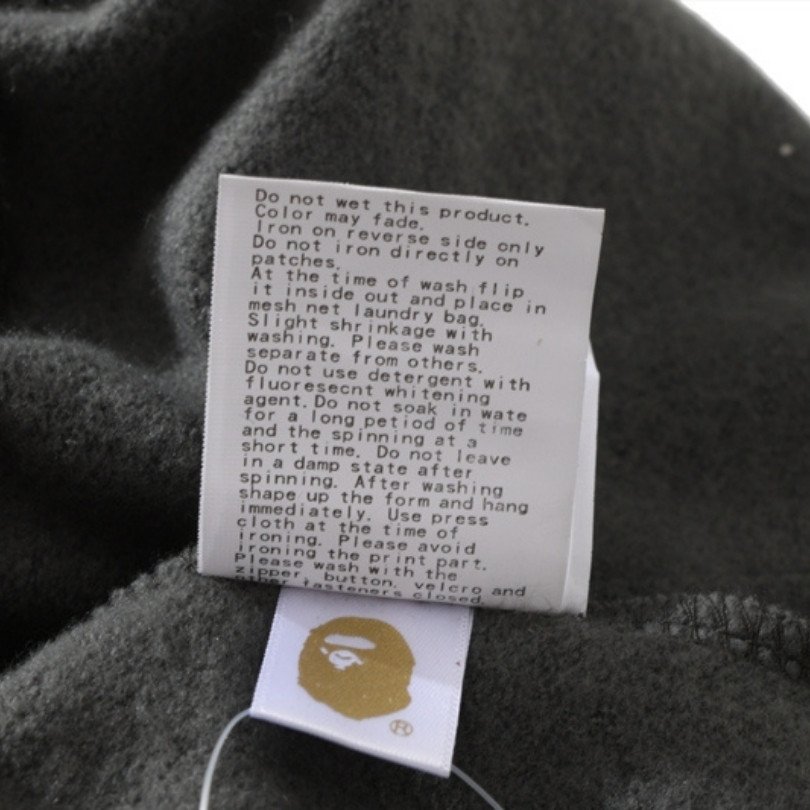 Do not wet this product.
Color may fade.
Iron on reverse side only
Do not iron directly on
patches.
At the time of wash flip
it inside out and place in
mesh net laundry bag.
Slight shrinkage with
washing. Please wash
separate from others.
Do not use detergent with
fluoresecnt whitening
agent. Do not soak in wate
for a long petiod of time
and the spinning at a
short time. Do not leave
in a damp state after
spinning. After washing
shape up the form and hang
immediately. Use press
cloth at the time of
ironing. Please avoid
ironing the print part.
Please wash with the
zipper, button, velcro and
other fasteners closed.
®